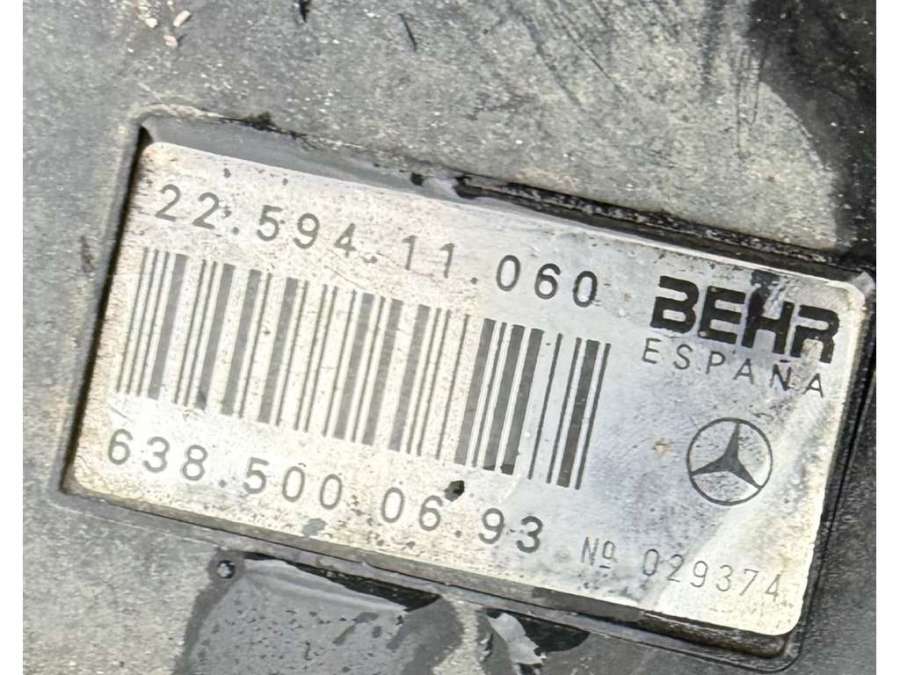 22.594.11.060
BEHR
ESPAÑA
638.500 06.93
Nº 029374